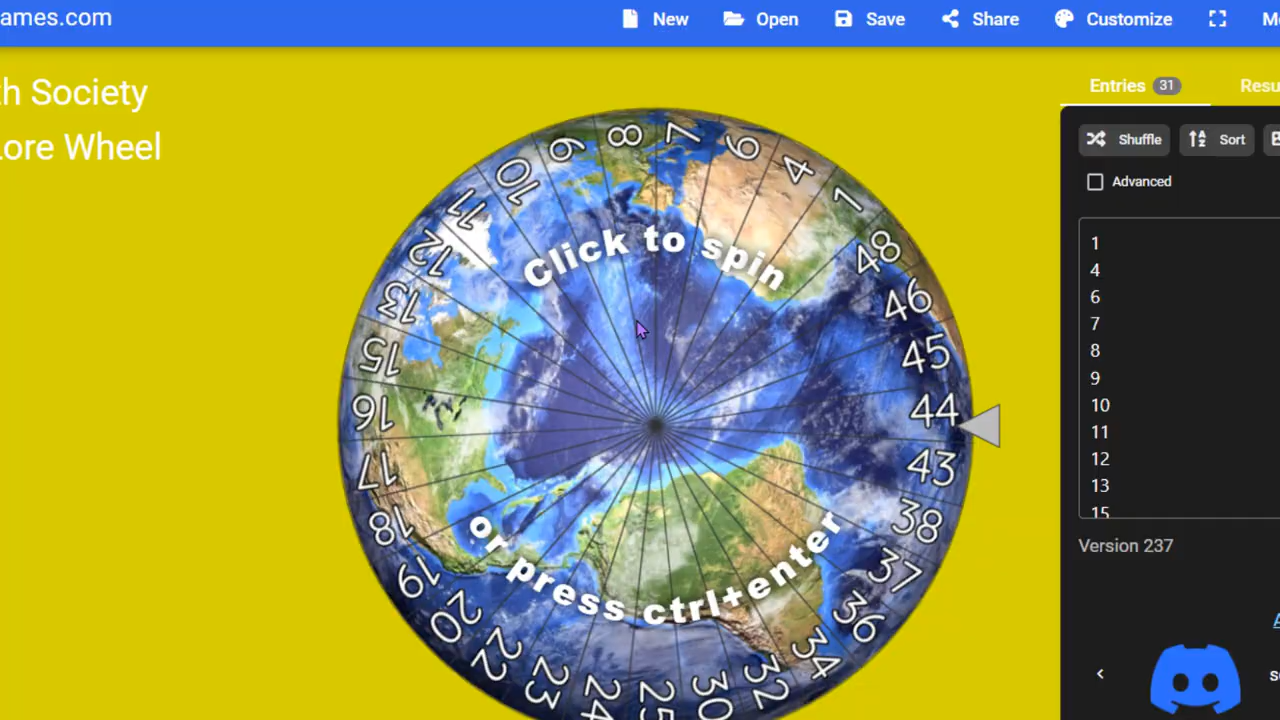 ames.com
New
Open
Save
Share
Customize
th Society
Lore Wheel
Entries 31
Shuffle
Sort
Advanced
1
4
6
7
8
9
10
11
12
13
15
Version 237
Click to spin
or press ctrl+enter
1
4
6
7
8
9
10
11
12
13
15
16
17
18
19
20
22
23
24
25
30
32
34
36
37
38
43
44
45
46
48